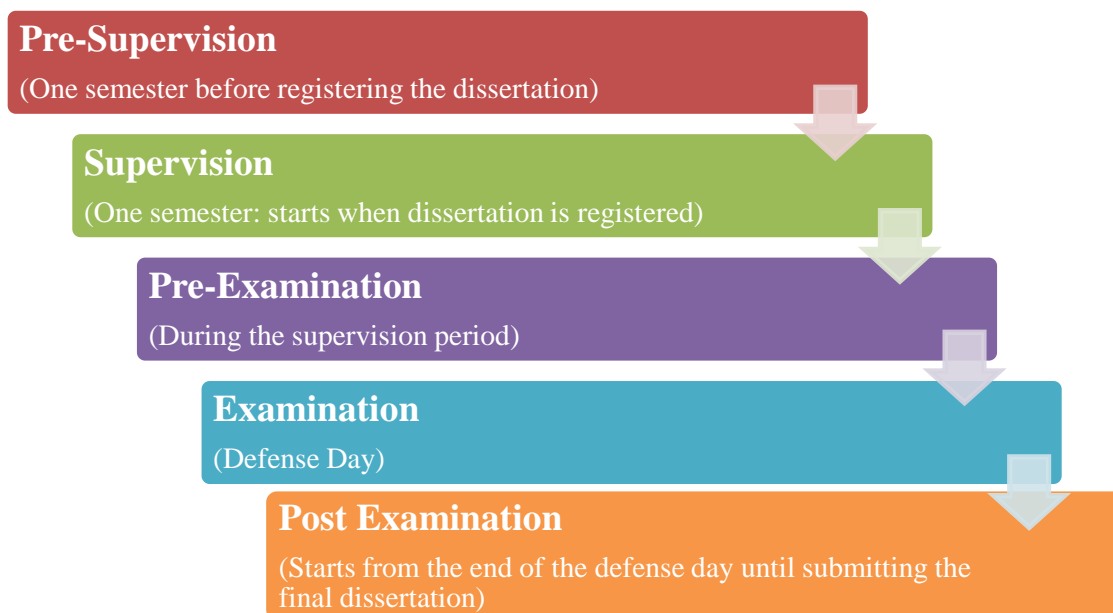 Pre-Supervision
(One semester before registering the dissertation)
Supervision
(One semester: starts when dissertation is registered)
Pre-Examination
(During the supervision period)
Examination
(Defense Day)
Post Examination
(Starts from the end of the defense day until submitting the
final dissertation)